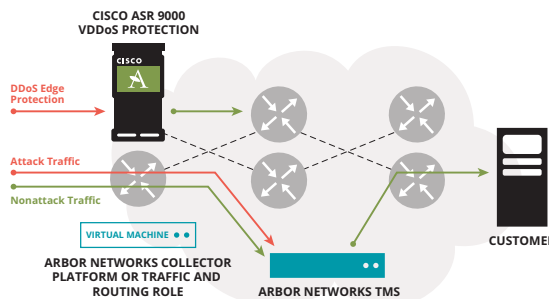 CISCO ASR 9000
VDDoS PROTECTION
CISCO
A
DDoS Edge
Protection
Attack Traffic
Nonattack Traffic
VIRTUAL MACHINE
ARBOR NETWORKS COLLECTOR
PLATFORM OR TRAFFIC AND
ROUTING ROLE
ARBOR NETWORKS TMS
CUSTOMER